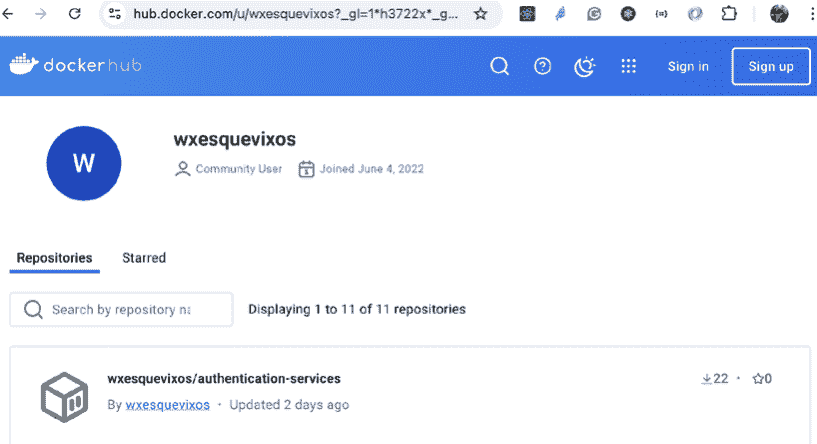 hub.docker.com/u/wxesquevixos?_gl=1*h3722x*_g...
dockerhub
Sign in
Sign up
W
wxesquevixos
Community User
Joined June 4, 2022
Repositories
Starred
Search by repository na
Displaying 1 to 11 of 11 repositories
wxesquevixos/authentication-services
22 · 0
By wxesquevixos · Updated 2 days ago